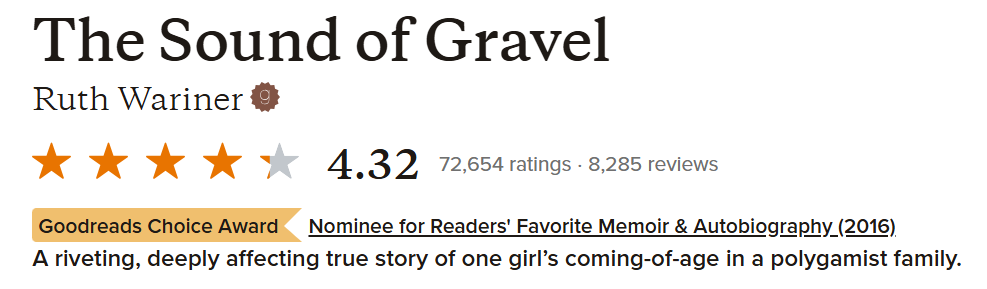 The Sound of Gravel
Ruth Wariner
4.32 72,654 ratings · 8,285 reviews
Goodreads Choice Award Nominee for Readers' Favorite Memoir & Autobiography (2016)
A riveting, deeply affecting true story of one girl’s coming-of-age in a polygamist family.